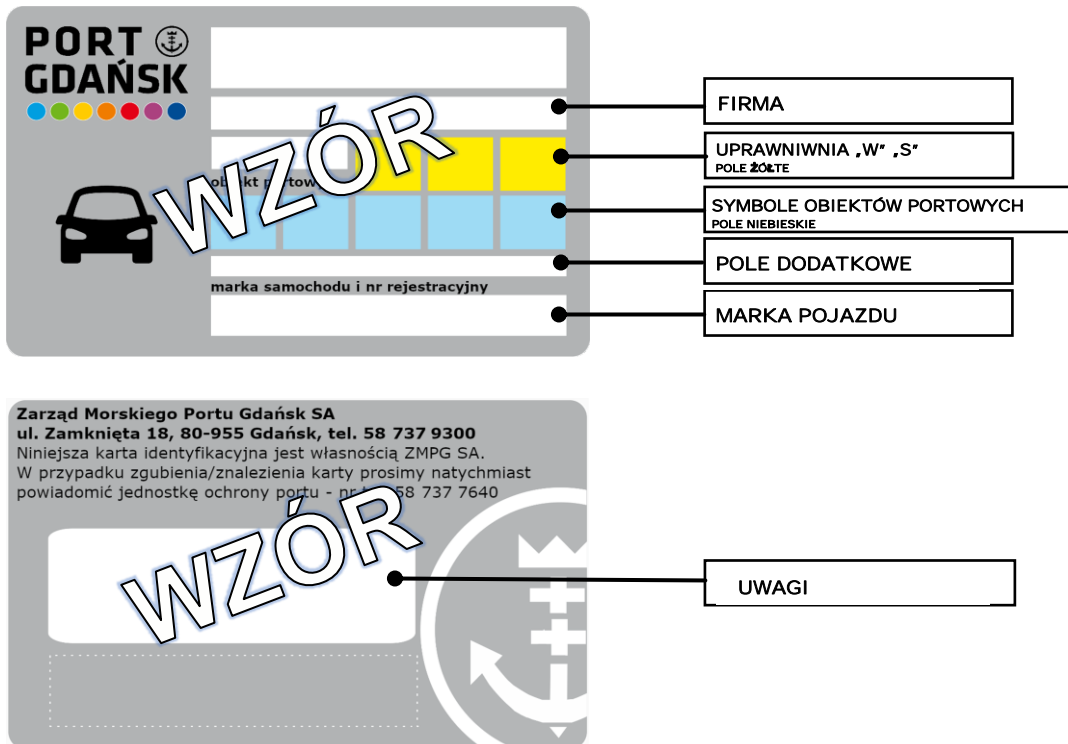 PORT
GDAŃSK
WZÓR
obiekt portowy
marka samochodu i nr rejestracyjny
FIRMA
UPRAWNIWNIA „W” „S”
POLE ŻÓŁTE
SYMBOLE OBIEKTÓW PORTOWYCH
POLE NIEBIESKIE
POLE DODATKOWE
MARKA POJAZDU
Zarząd Morskiego Portu Gdańsk SA
ul. Zamknięta 18, 80-955 Gdańsk, tel. 58 737 9300
Niniejsza karta identyfikacyjna jest własnością ZMPG SA.
W przypadku zgubienia/znalezienia karty prosimy natychmiast
powiadomić jednostkę ochrony portu - nr 58 737 7640
WZÓR
UWAGI